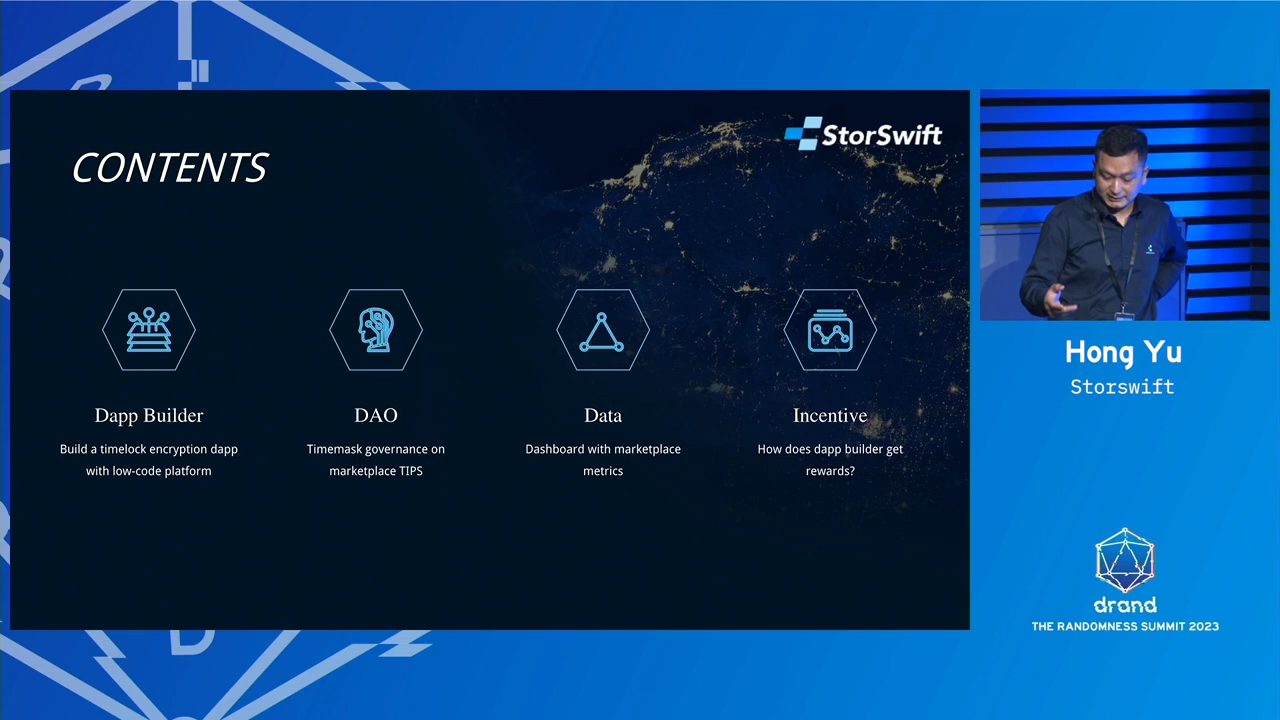 StorSwift
CONTENTS
Dapp Builder
Build a timelock encryption dapp
with low-code platform
DAO
Timemask governance on
marketplace TIPS
Data
Dashboard with marketplace
metrics
Incentive
How does dapp builder get
rewards?
Hong Yu
Storswift
drand
THE RANDOMNESS SUMMIT 2023